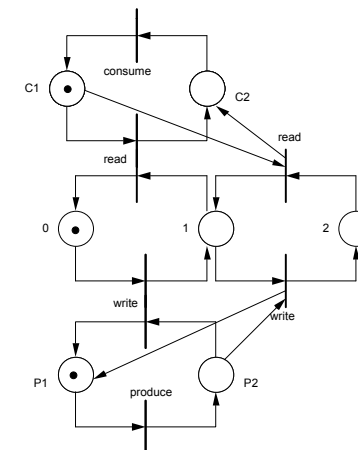 consume
C1
C2
read
read
0
1
2
write
write
P1
P2
produce